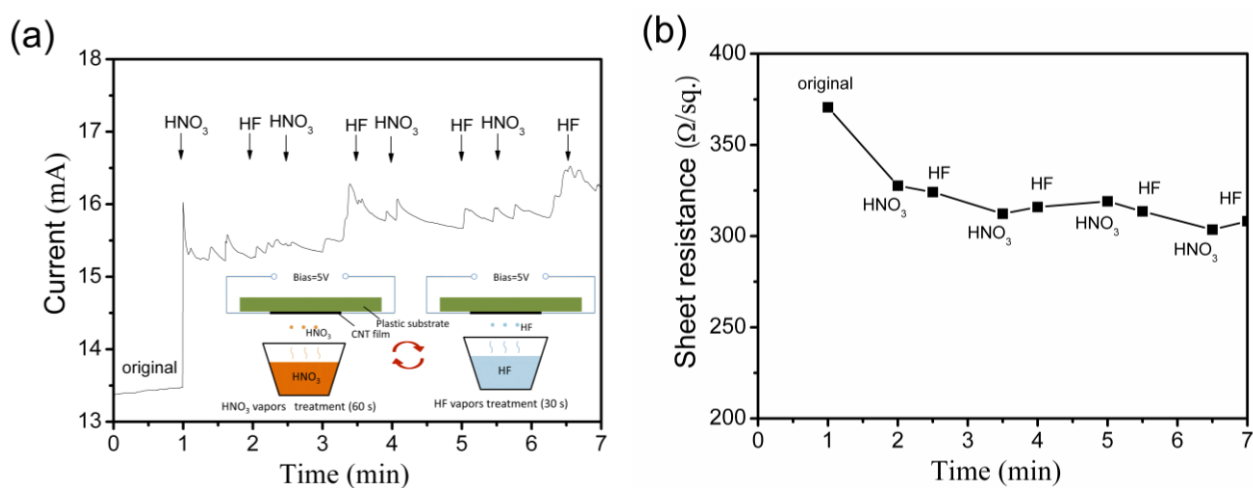 (a)
18
17
16
15
14
13
Current (mA)
HNO₃ HF HNO₃ HF HNO₃ HF HNO₃ HF
original
Bias=5V
Plastic substrate
CNT film
HNO₃
HNO₃
HNO₃ vapors treatment (60 s)
Bias=5V
HF
HF
HF vapors treatment (30 s)
0 1 2 3 4 5 6 7
Time (min)
(b)
400
350
300
250
200
Sheet resistance (Ω/sq.)
original
HNO₃
HF
HNO₃
HF
HNO₃
HF
HNO₃
HF
0 1 2 3 4 5 6 7
Time (min)